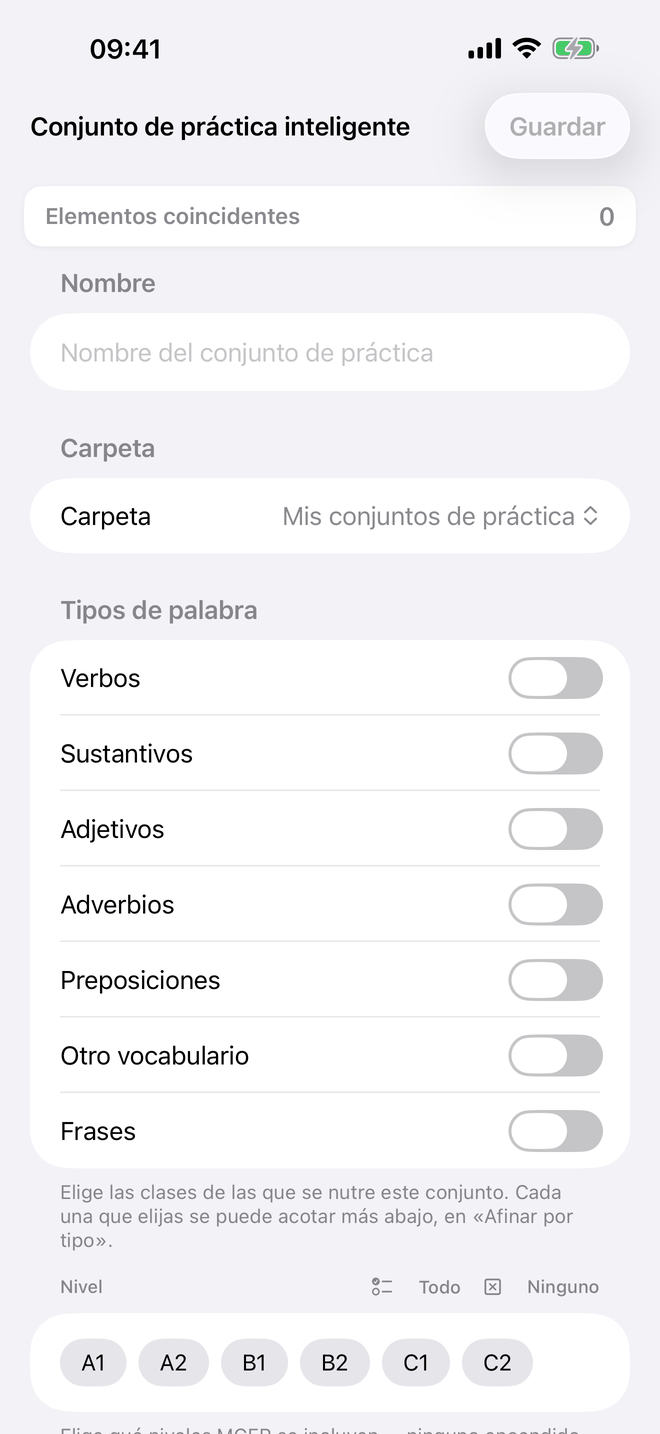 09:41
Conjunto de práctica inteligente
Guardar
Elementos coincidentes 0
Nombre
Nombre del conjunto de práctica
Carpeta
Carpeta Mis conjuntos de práctica
Tipos de palabra
Verbos
Sustantivos
Adjetivos
Adverbios
Preposiciones
Otro vocabulario
Frases
Elige las clases de las que se nutre este conjunto. Cada
una que elijas se puede acotar más abajo, en «Afinar por
tipo».
Nivel Todo Ninguno
A1 A2 B1 B2 C1 C2